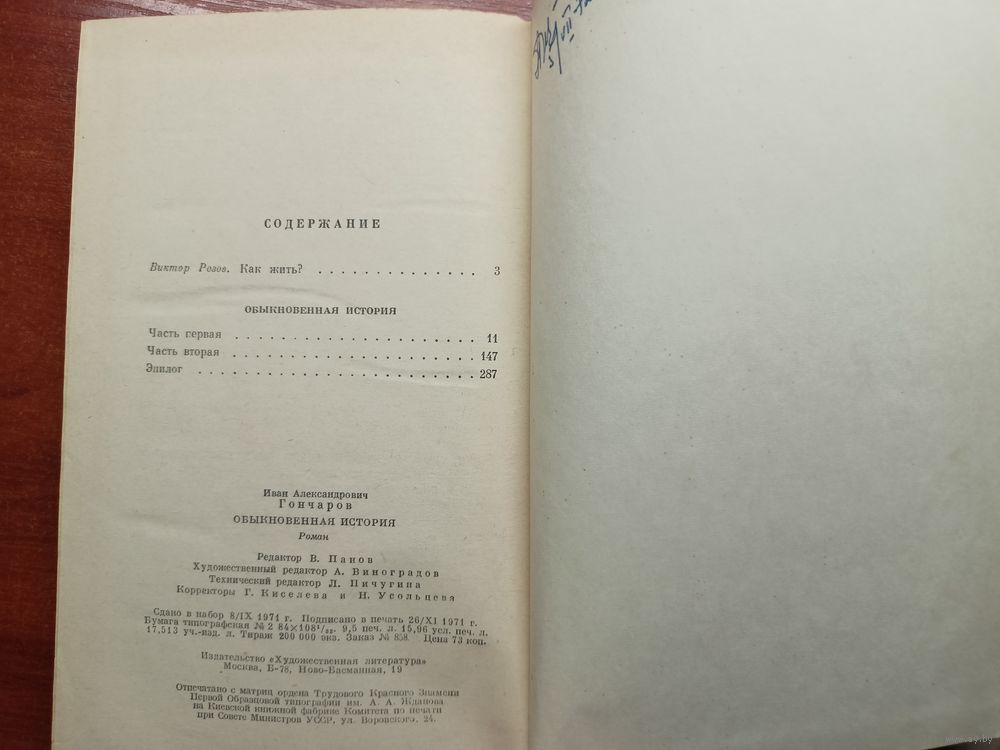 СОДЕРЖАНИЕ
Виктор Розов. Как жить? . . . . . . . . . . . . . . 3
ОБЫКНОВЕННАЯ ИСТОРИЯ
Часть первая . . . . . . . . . . . . . . . . . . . . . . 11
Часть вторая . . . . . . . . . . . . . . . . . . . . . . 147
Эпилог . . . . . . . . . . . . . . . . . . . . . . . . . 287
Иван Александрович
Гончаров
ОБЫКНОВЕННАЯ ИСТОРИЯ
Роман
Редактор В. Панов
Художественный редактор А. Виноградов
Технический редактор Л. Пичугина
Корректоры Г. Киселева и Н. Усольцева
Сдано в набор 8/IX 1971 г. Подписано в печать 26/XI 1971 г.
Бумага типографская № 2 84×108¹/₃₂. 9,5 печ. л. 15,96 усл. печ. л.
17,513 уч.-изд. л. Тираж 200 000 экз. Заказ № 858. Цена 73 коп.
Издательство «Художественная литература»
Москва, Б-78, Ново-Басманная, 19
Отпечатано с матриц ордена Трудового Красного Знамени
Первой Образцовой типографии им. А. А. Жданова
на Киевской книжной фабрике Комитета по печати
при Совете Министров УССР, ул. Воровского, 24.